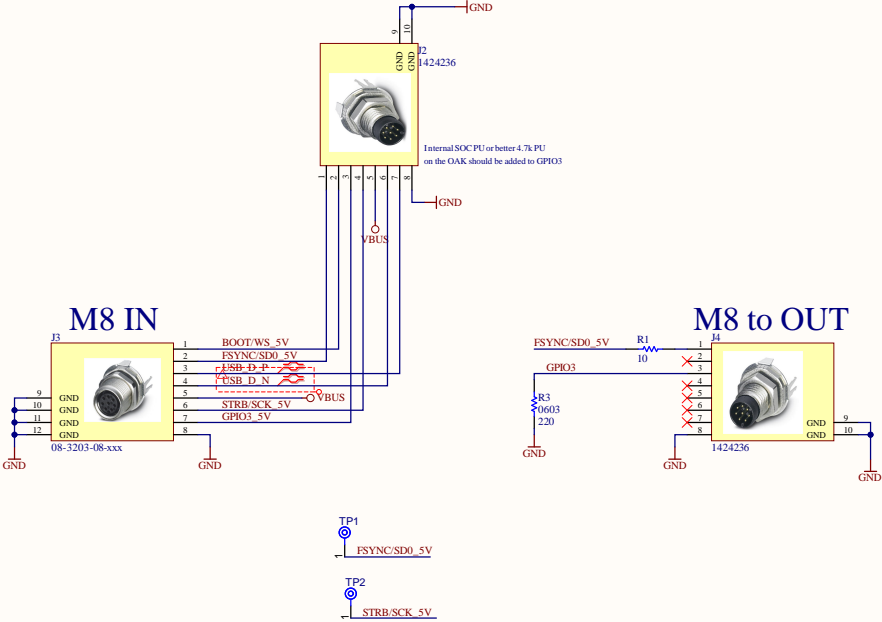 GND
9
10
GND
GND
J2
1424236
Internal SOC PU or better 4.7k PU
on the OAK should be added to GPIO3
1
2
3
4
5
6
7
8
GND
VBUS
M8 IN
J3
1
BOOT/WS_5V
2
FSYNC/SD0_5V
3
USB_D_P
4
USB_D_N
5
VBUS
6
STRB/SCK_5V
7
GPIO3_5V
8
9
GND
10
GND
11
GND
12
GND
08-3203-08-xxx
GND
GND
M8 to OUT
FSYNC/SD0_5V
R1
10
J4
1
2
3
4
5
6
7
8
GPIO3
R3
0603
220
GND
GND
9
GND
10
1424236
GND
GND
TP1
1
FSYNC/SD0_5V
TP2
1
STRB/SCK_5V